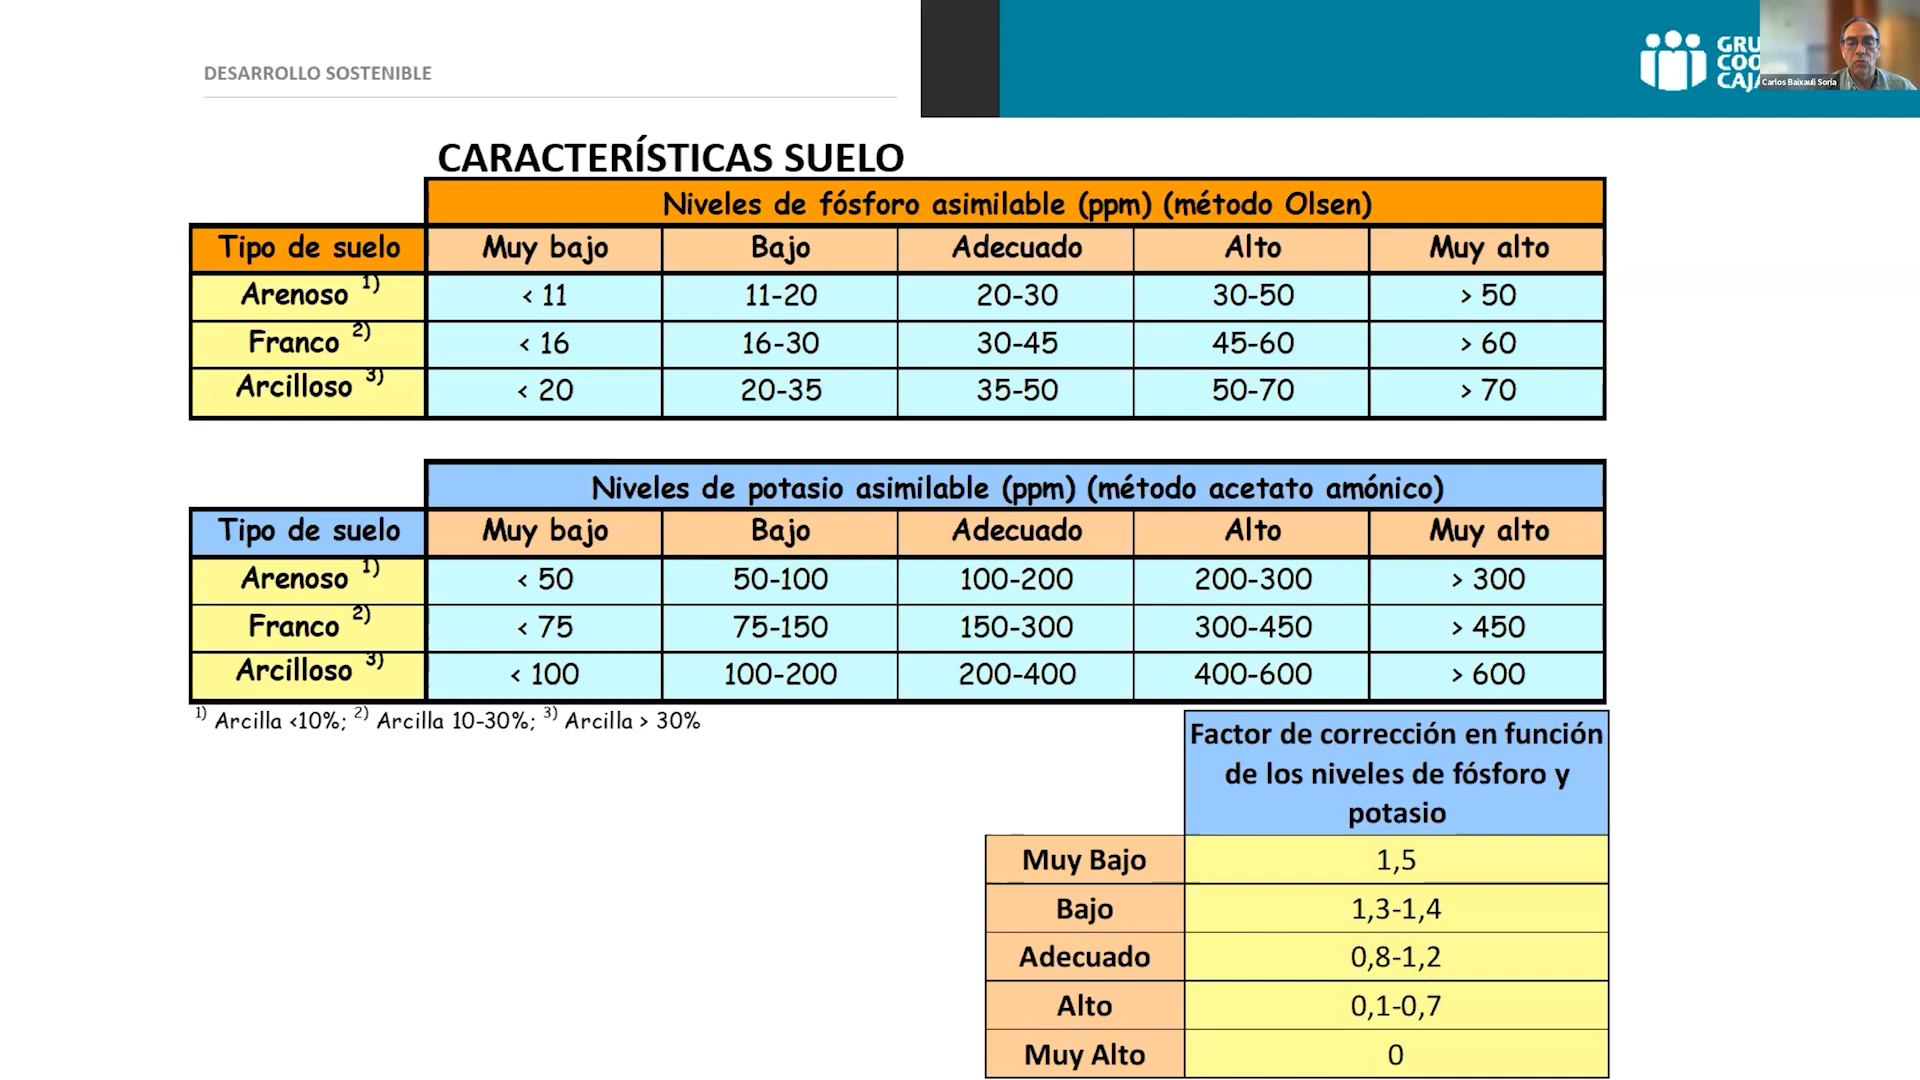 DESARROLLO SOSTENIBLE
GRU
COO
CAJ
Carlos Baixauli Soria
CARACTERÍSTICAS SUELO
Niveles de fósforo asimilable (ppm) (método Olsen)
Tipo de suelo Muy bajo Bajo Adecuado Alto Muy alto
Arenoso 1) < 11 11-20 20-30 30-50 > 50
Franco 2) < 16 16-30 30-45 45-60 > 60
Arcilloso 3) < 20 20-35 35-50 50-70 > 70
Niveles de potasio asimilable (ppm) (método acetato amónico)
Tipo de suelo Muy bajo Bajo Adecuado Alto Muy alto
Arenoso 1) < 50 50-100 100-200 200-300 > 300
Franco 2) < 75 75-150 150-300 300-450 > 450
Arcilloso 3) < 100 100-200 200-400 400-600 > 600
1) Arcilla <10%; 2) Arcilla 10-30%; 3) Arcilla > 30%
Factor de corrección en función
de los niveles de fósforo y
potasio
Muy Bajo 1,5
Bajo 1,3-1,4
Adecuado 0,8-1,2
Alto 0,1-0,7
Muy Alto 0